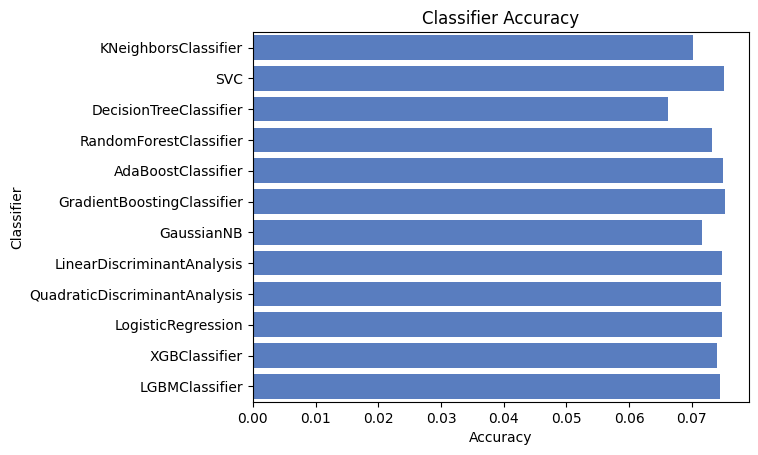 Classifier Accuracy
KNeighborsClassifier
SVC
DecisionTreeClassifier
RandomForestClassifier
AdaBoostClassifier
GradientBoostingClassifier
GaussianNB
LinearDiscriminantAnalysis
QuadraticDiscriminantAnalysis
LogisticRegression
XGBClassifier
LGBMClassifier
Classifier
0.00 0.01 0.02 0.03 0.04 0.05 0.06 0.07
Accuracy